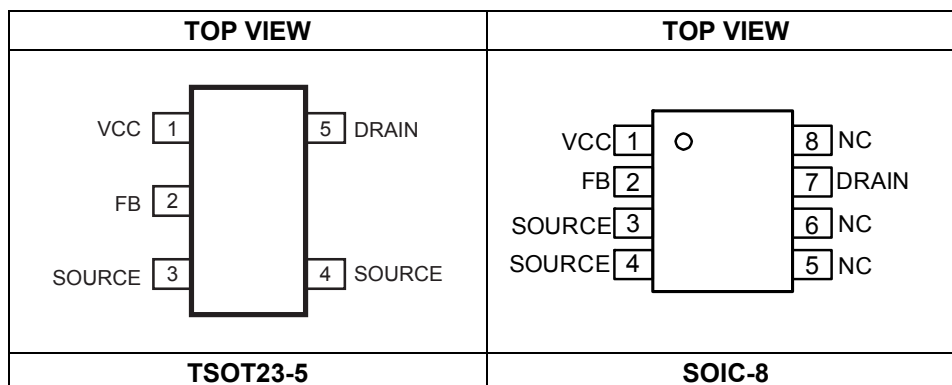 TOP VIEW
TOP VIEW
VCC 1
5 DRAIN
FB 2
SOURCE 3
4 SOURCE
VCC 1
8 NC
FB 2
7 DRAIN
SOURCE 3
6 NC
SOURCE 4
5 NC
TSOT23-5
SOIC-8